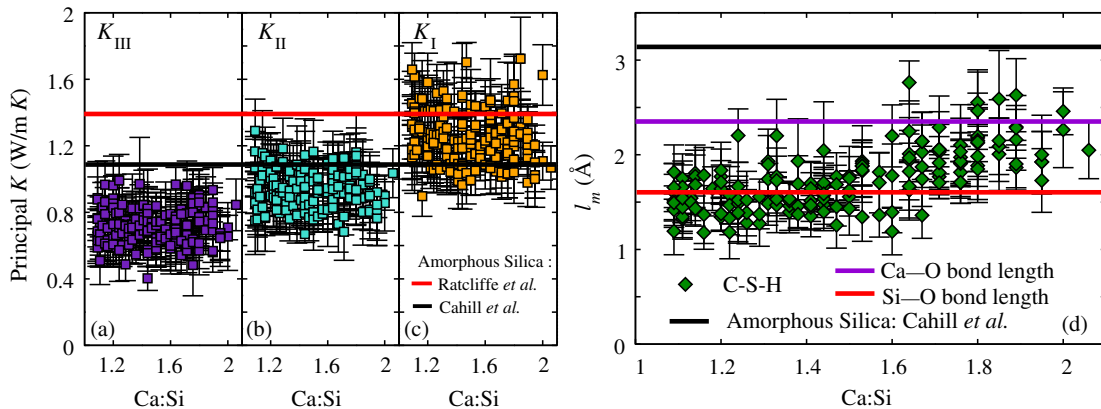 2
1.6
1.2
0.8
0.4
0
Principal K (W/m K)
K_III
K_II
K_I
Amorphous Silica :
Ratcliffe et al.
Cahill et al.
(a)
(b)
(c)
1.2 1.6 2
1.2 1.6 2
1.2 1.6 2
Ca:Si
Ca:Si
Ca:Si
3
2
1
0
l_m (Å)
C-S-H
Ca—O bond length
Si—O bond length
Amorphous Silica: Cahill et al.
(d)
1 1.2 1.4 1.6 1.8 2
Ca:Si